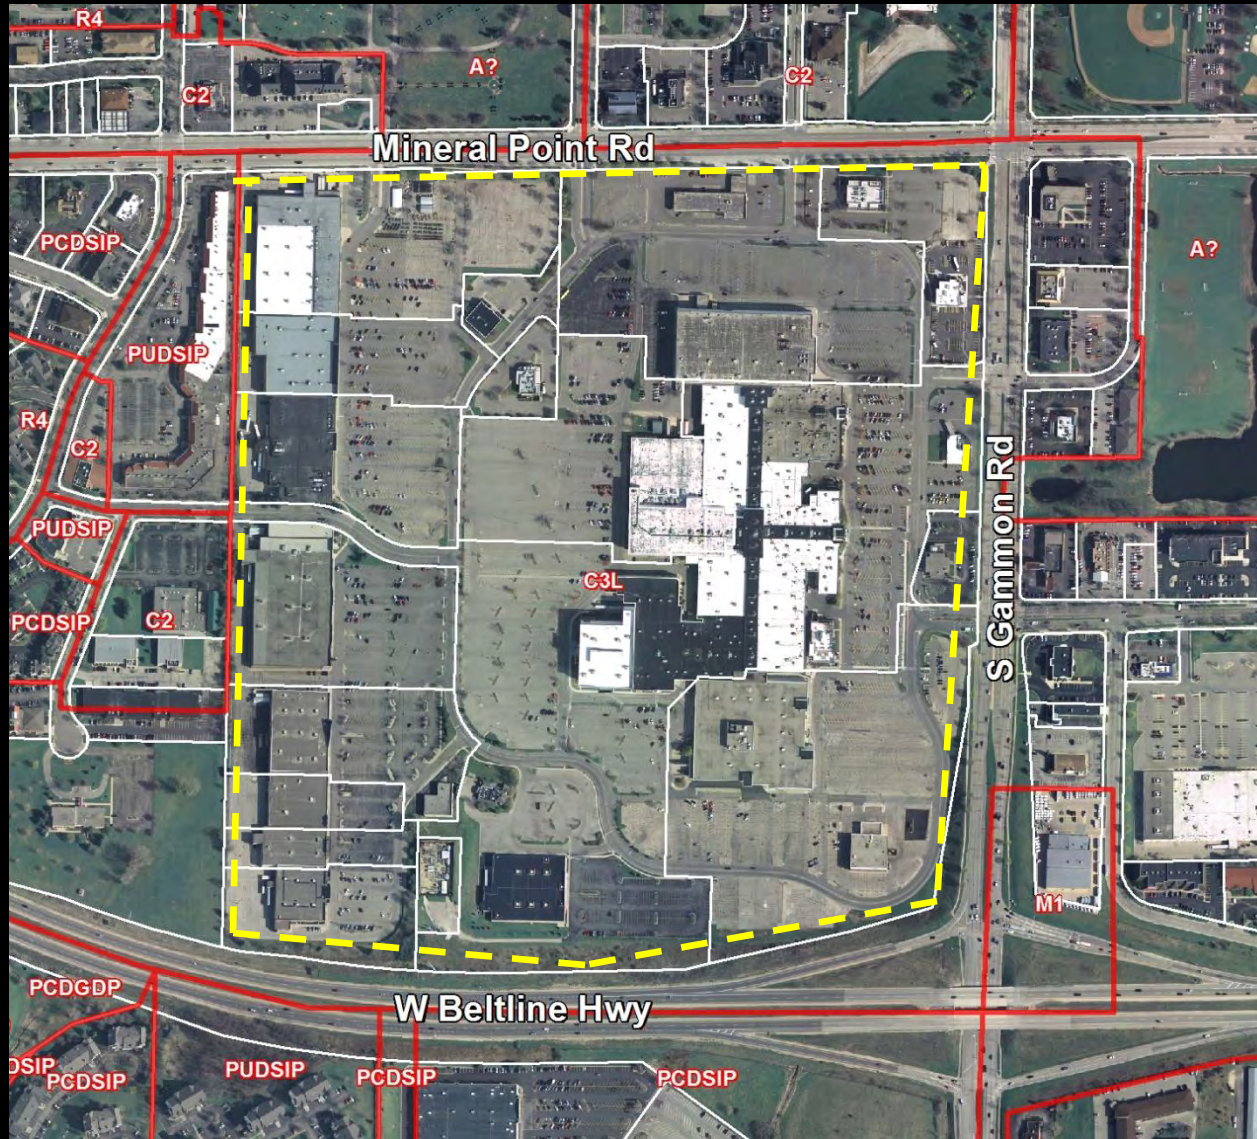 R4
A?
C2
C2
Mineral Point Rd
PCDSIP
A?
PUDSIP
R4
C2
S Gammon Rd
PUDSIP
C3L
PCDSIP
C2
M1
PCDGDP
W Beltline Hwy
DSIP
PCDSIP
PUDSIP
PCDSIP
PCDSIP